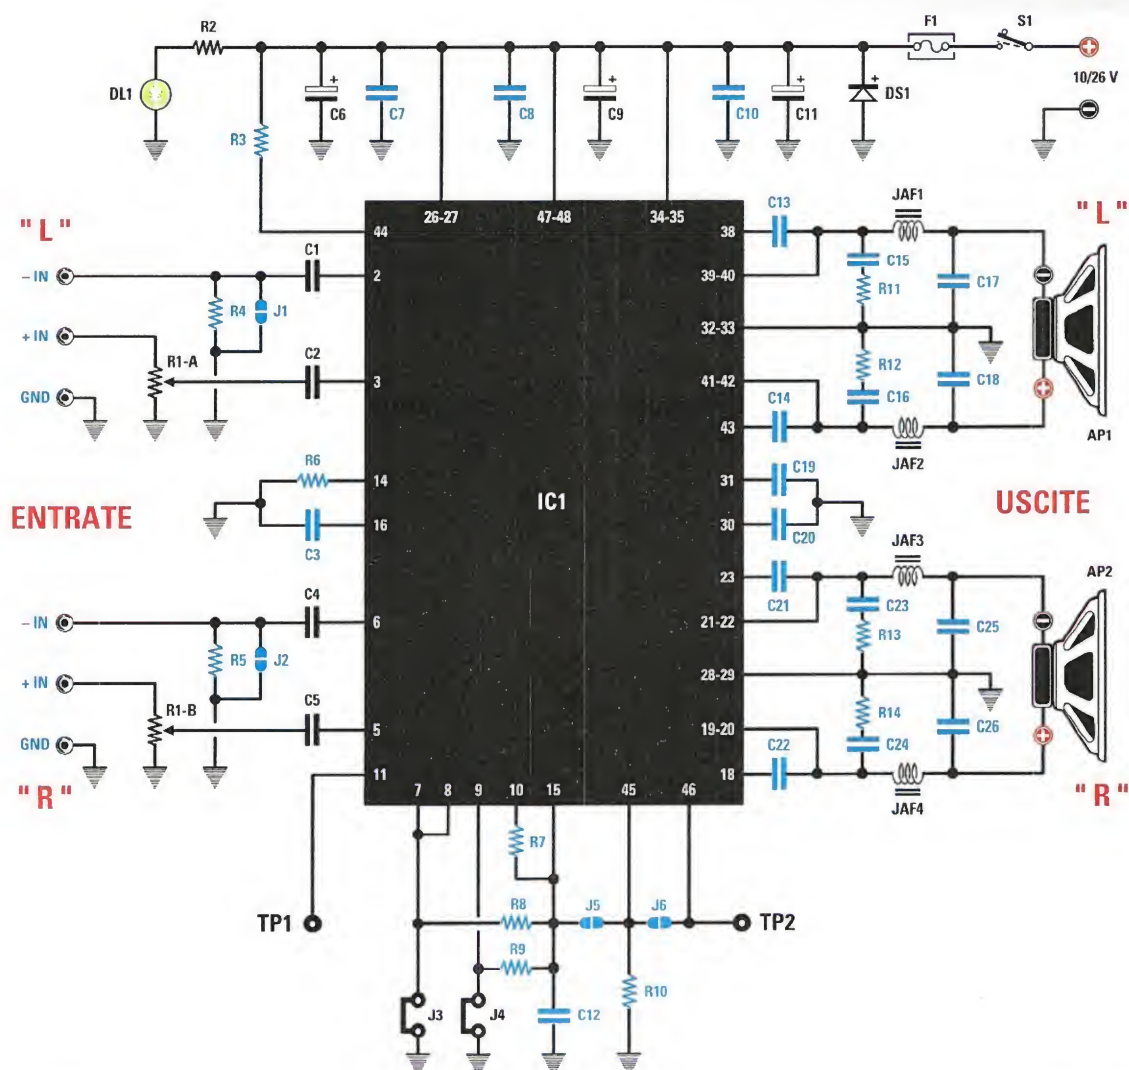 R2
F1
S1
DL1
C6
C7
C8
C9
C10
C11
DS1
10/26 V
R3
26-27
47-48
34-35
"L"
C13
JAF1
"L"
44
38
- IN
C1
2
39-40
C15
R11
C17
R4
J1
+ IN
R1-A
C2
3
32-33
41-42
R12
C16
C18
GND
C14
43
JAF2
AP1
R6
14
31
C19
ENTRATE
IC1
USCITE
C3
16
30
C20
JAF3
23
C21
AP2
C4
C23
- IN
6
21-22
R13
C25
R5
J2
+ IN
28-29
R1-B
C5
5
19-20
R14
C24
C26
GND
C22
11
18
JAF4
"R"
7
8
9
10
15
45
46
"R"
R7
TP1
R8
J5
J6
TP2
R9
J3
J4
C12
R10